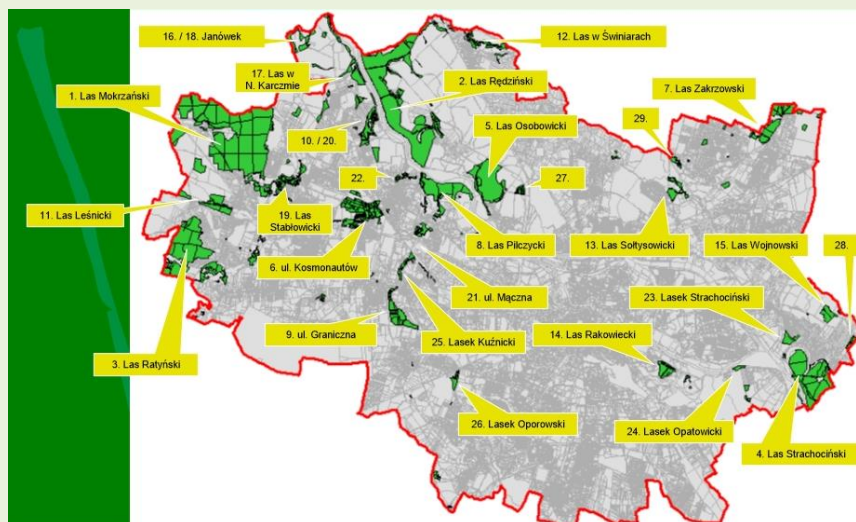 16. / 18. Janówek
12. Las w Świniarach
17. Las w
N. Karczmie
2. Las Rędziński
1. Las Mokrzański
7. Las Zakrzowski
5. Las Osobowicki
29.
10. / 20.
22.
27.
11. Las Leśnicki
19. Las
Stabłowicki
8. Las Pilczycki
13. Las Sołtysowicki
15. Las Wojnowski
28.
6. ul. Kosmonautów
21. ul. Mączna
23. Lasek Strachociński
9. ul. Graniczna
25. Lasek Kuźnicki
14. Las Rakowiecki
3. Las Ratyński
26. Lasek Oporowski
24. Lasek Opatowicki
4. Las Strachociński